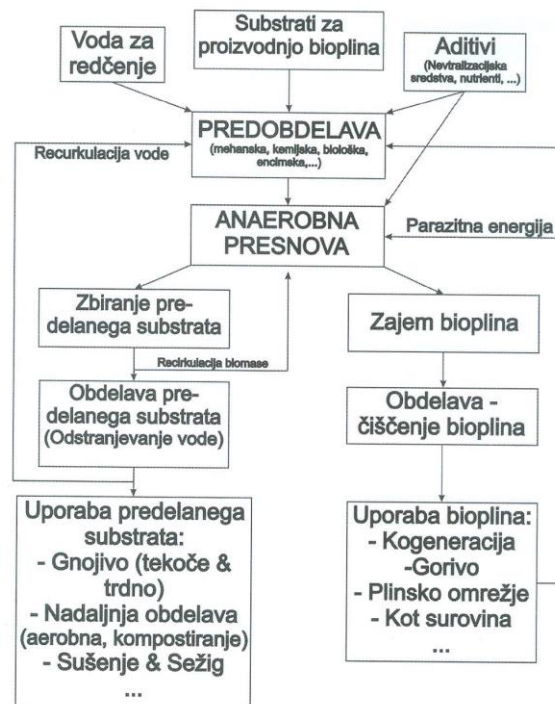 Voda za
redčenje
Substrati za
proizvodnjo bioplina
Aditivi
(Nevtralizacijska
sredstva, nutrienti, ...)
PREDOBDELAVA
(mehanska, kemijska, biološka,
encimska,...)
Recurkulacija vode
ANAEROBNA
PRESNOVA
Parazitna energija
Zbiranje pre-
delanega substrata
Zajem bioplina
Recirkulacija biomase
Obdelava pre-
delanega substrata
(Odstranjevanje vode)
Obdelava -
čiščenje bioplina
Uporaba predelanega
substrata:
- Gnojivo (tekoče &
trdno)
- Nadaljnja obdelava
(aerobna, kompostiranje)
- Sušenje & Sežig
...
Uporaba bioplina:
- Kogeneracija
-Gorivo
- Plinsko omrežje
- Kot surovina
...